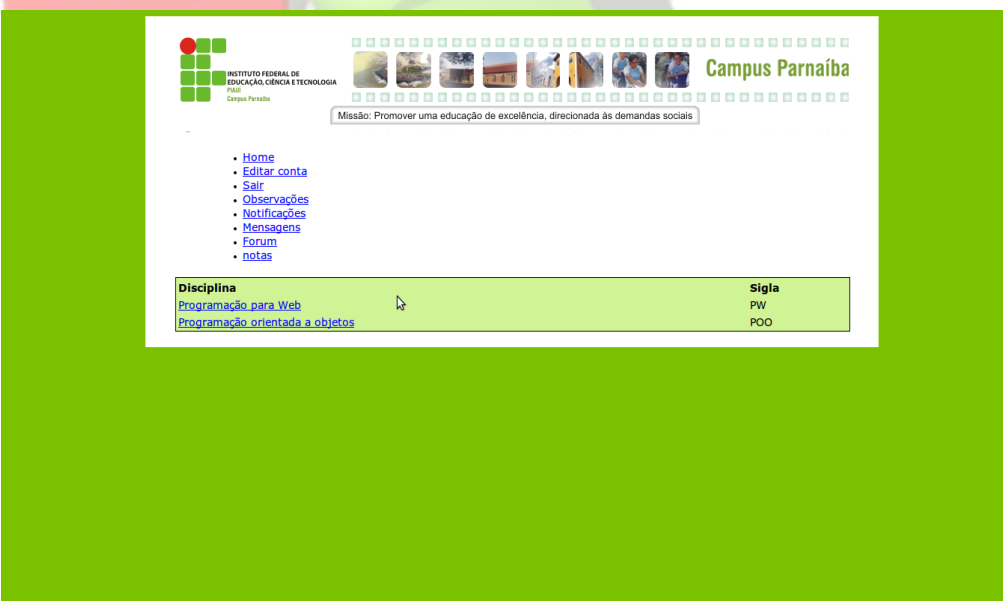 INSTITUTO FEDERAL DE
EDUCAÇÃO, CIÊNCIA E TECNOLOGIA
PIAUÍ
Campus Parnaíba
Campus Parnaíba
Missão: Promover uma educação de excelência, direcionada às demandas sociais
Home
Editar conta
Sair
Observações
Notificações
Mensagens
Forum
notas
Disciplina Sigla
Programação para Web PW
Programação orientada a objetos POO